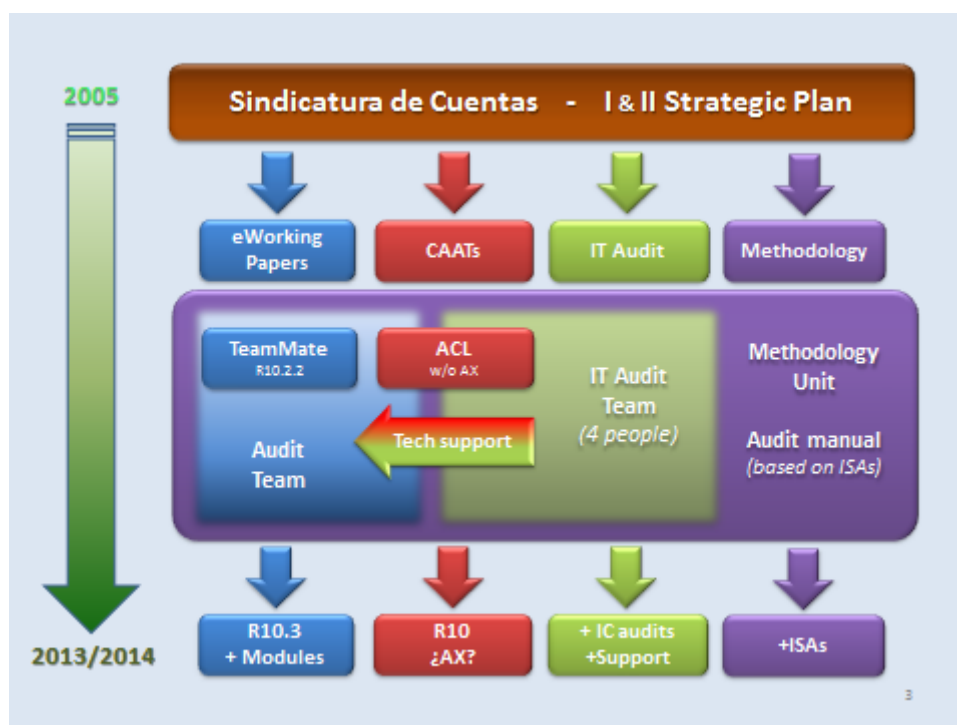 2005
Sindicatura de Cuentas - I & II Strategic Plan
eWorking
Papers
CAATs
IT Audit
Methodology
TeamMate
R10.2.2
ACL
w/o AX
IT Audit
Team
(4 people)
Methodology
Unit
Tech support
Audit
Team
Audit manual
(based on ISAs)
2013/2014
R10.3
+ Modules
R10
¿AX?
+ IC audits
+Support
+ISAs
3